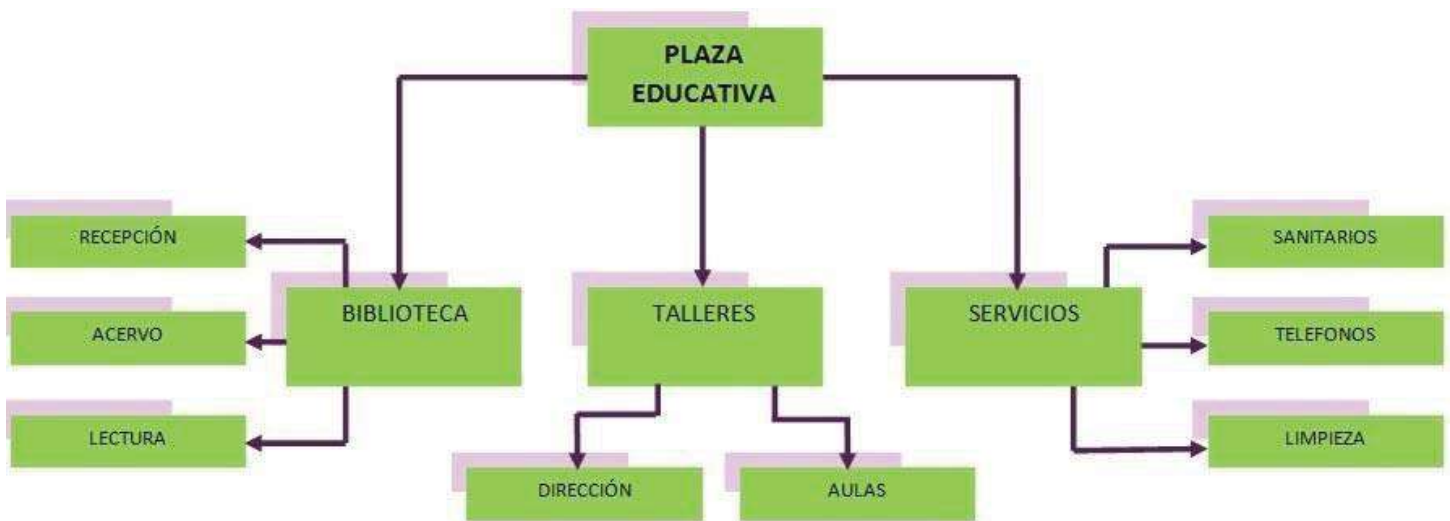 PLAZA
EDUCATIVA
RECEPCIÓN
SANITARIOS
BIBLIOTECA
TALLERES
SERVICIOS
ACERVO
TELEFONOS
LECTURA
LIMPIEZA
DIRECCIÓN
AULAS